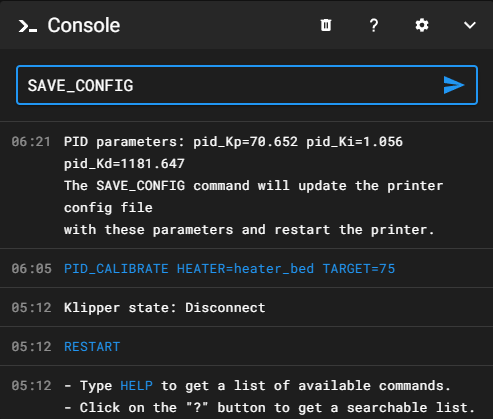 Console
?
SAVE_CONFIG
06:21 PID parameters: pid_Kp=70.652 pid_Ki=1.056
pid_Kd=1181.647
The SAVE_CONFIG command will update the printer
config file
with these parameters and restart the printer.
06:05 PID_CALIBRATE HEATER=heater_bed TARGET=75
05:12 Klipper state: Disconnect
05:12 RESTART
05:12 - Type HELP to get a list of available commands.
- Click on the "?" button to get a searchable list.